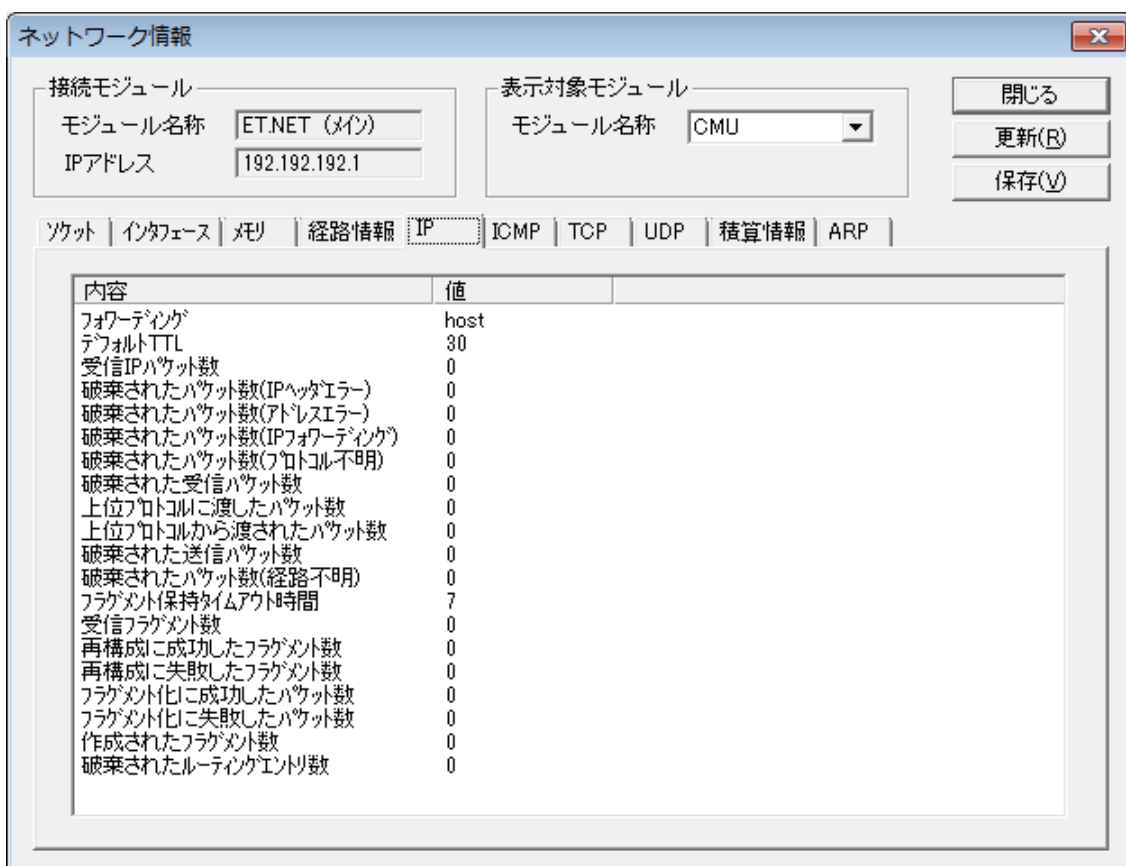 ネットワーク情報
接続モジュール
モジュール名称 ET.NET (メイン)
IPアドレス 192.192.192.1
表示対象モジュール
モジュール名称 CMU
閉じる
更新(R)
保存(V)
ソケット インタフェース メモリ 経路情報 IP ICMP TCP UDP 積算情報 ARP
内容 値
フォワーディング host
デフォルトTTL 30
受信IPパケット数 0
破棄されたパケット数(IPヘッダエラー) 0
破棄されたパケット数(アドレスエラー) 0
破棄されたパケット数(IPフォワーディング) 0
破棄されたパケット数(プロトコル不明) 0
破棄された受信パケット数 0
上位プロトコルに渡したパケット数 0
上位プロトコルから渡されたパケット数 0
破棄された送信パケット数 0
破棄されたパケット数(経路不明) 0
フラグメント保持タイムアウト時間 7
受信フラグメント数 0
再構成に成功したフラグメント数 0
再構成に失敗したフラグメント数 0
フラグメント化に成功したパケット数 0
フラグメント化に失敗したパケット数 0
作成されたフラグメント数 0
破棄されたルーティングエントリ数 0